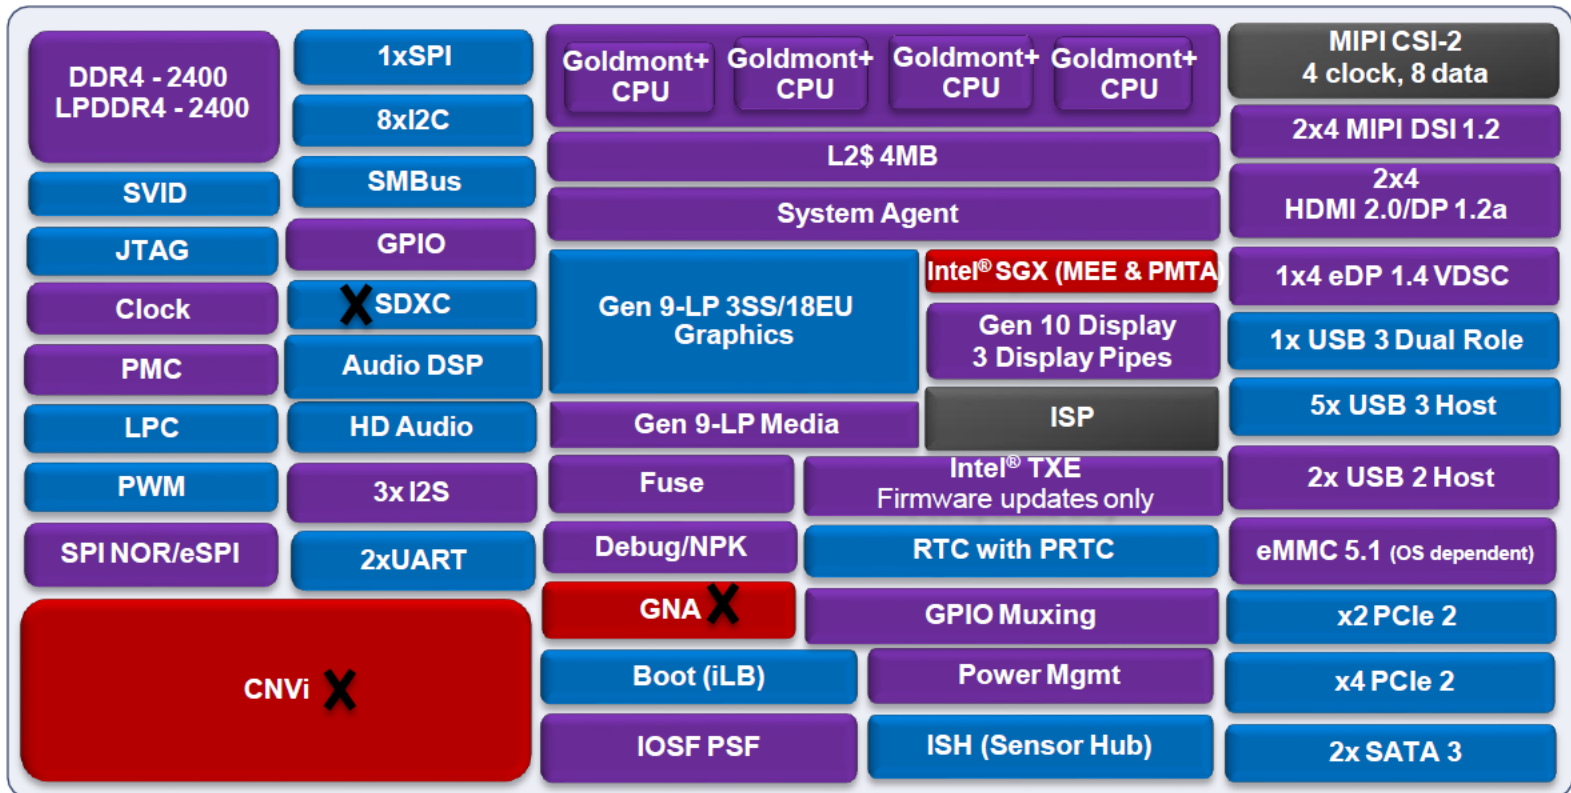 DDR4 - 2400
LPDDR4 - 2400
SVID
JTAG
Clock
PMC
LPC
PWM
SPI NOR/eSPI
1xSPI
8xI2C
SMBus
GPIO
SDXC
Audio DSP
HD Audio
3x I2S
2xUART
CNVi
Goldmont+
CPU
Goldmont+
CPU
Goldmont+
CPU
Goldmont+
CPU
L2$ 4MB
System Agent
Gen 9-LP 3SS/18EU
Graphics
Intel® SGX (MEE & PMTA)
Gen 10 Display
3 Display Pipes
Gen 9-LP Media
ISP
Fuse
Intel® TXE
Firmware updates only
Debug/NPK
RTC with PRTC
GNA
GPIO Muxing
Boot (iLB)
Power Mgmt
IOSF PSF
ISH (Sensor Hub)
MIPI CSI-2
4 clock, 8 data
2x4 MIPI DSI 1.2
2x4
HDMI 2.0/DP 1.2a
1x4 eDP 1.4 VDSC
1x USB 3 Dual Role
5x USB 3 Host
2x USB 2 Host
eMMC 5.1 (OS dependent)
x2 PCIe 2
x4 PCIe 2
2x SATA 3